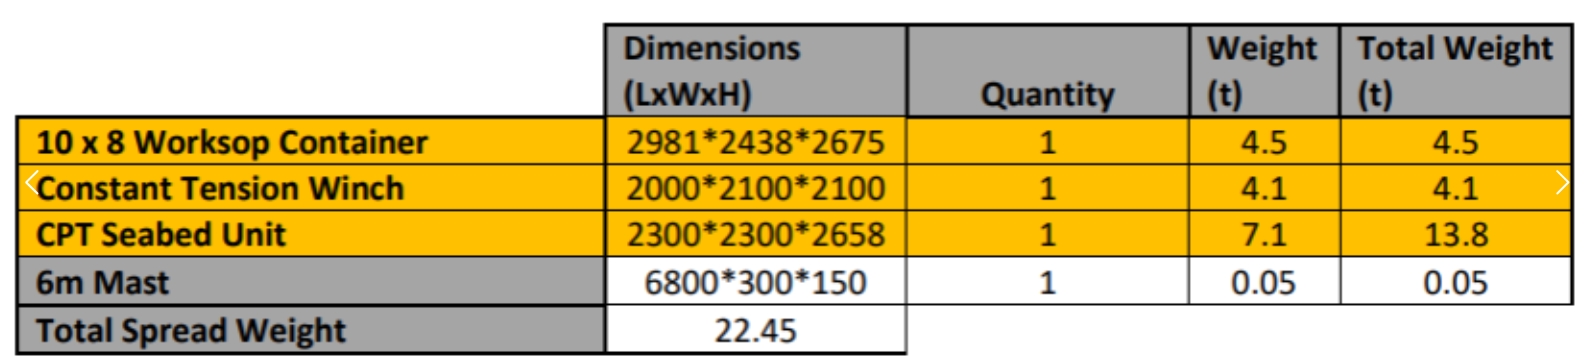 Dimensions (LxWxH) Quantity Weight (t) Total Weight (t)
10 x 8 Worksop Container 2981*2438*2675 1 4.5 4.5
Constant Tension Winch 2000*2100*2100 1 4.1 4.1
CPT Seabed Unit 2300*2300*2658 1 7.1 13.8
6m Mast 6800*300*150 1 0.05 0.05
Total Spread Weight 22.45